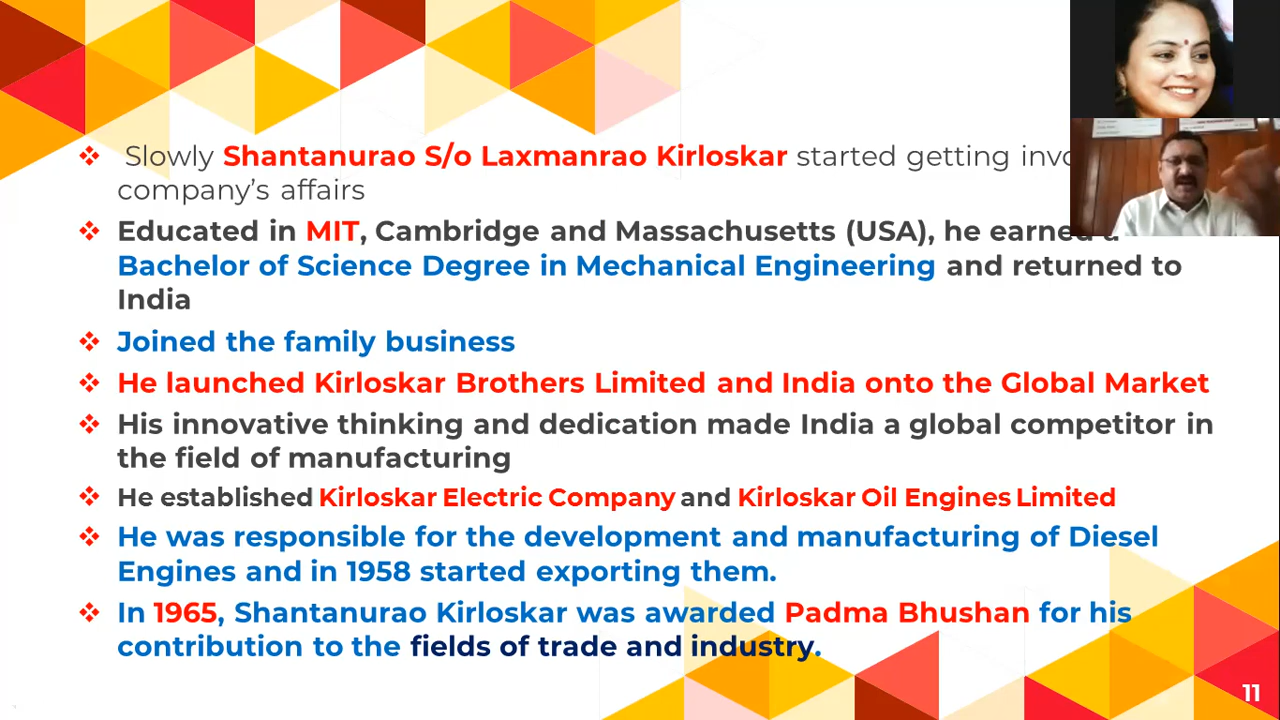 Slowly Shantanurao S/o Laxmanrao Kirloskar started getting
company's affairs
Educated in MIT, Cambridge and Massachusetts (USA), he earned a
Bachelor of Science Degree in Mechanical Engineering and returned to
India
Joined the family business
He launched Kirloskar Brothers Limited and India onto the Global Market
His innovative thinking and dedication made India a global competitor in
the field of manufacturing
He established Kirloskar Electric Company and Kirloskar Oil Engines Limited
He was responsible for the development and manufacturing of Diesel
Engines and in 1958 started exporting them.
In 1965, Shantanurao Kirloskar was awarded Padma Bhushan for his
contribution to the fields of trade and industry.
11